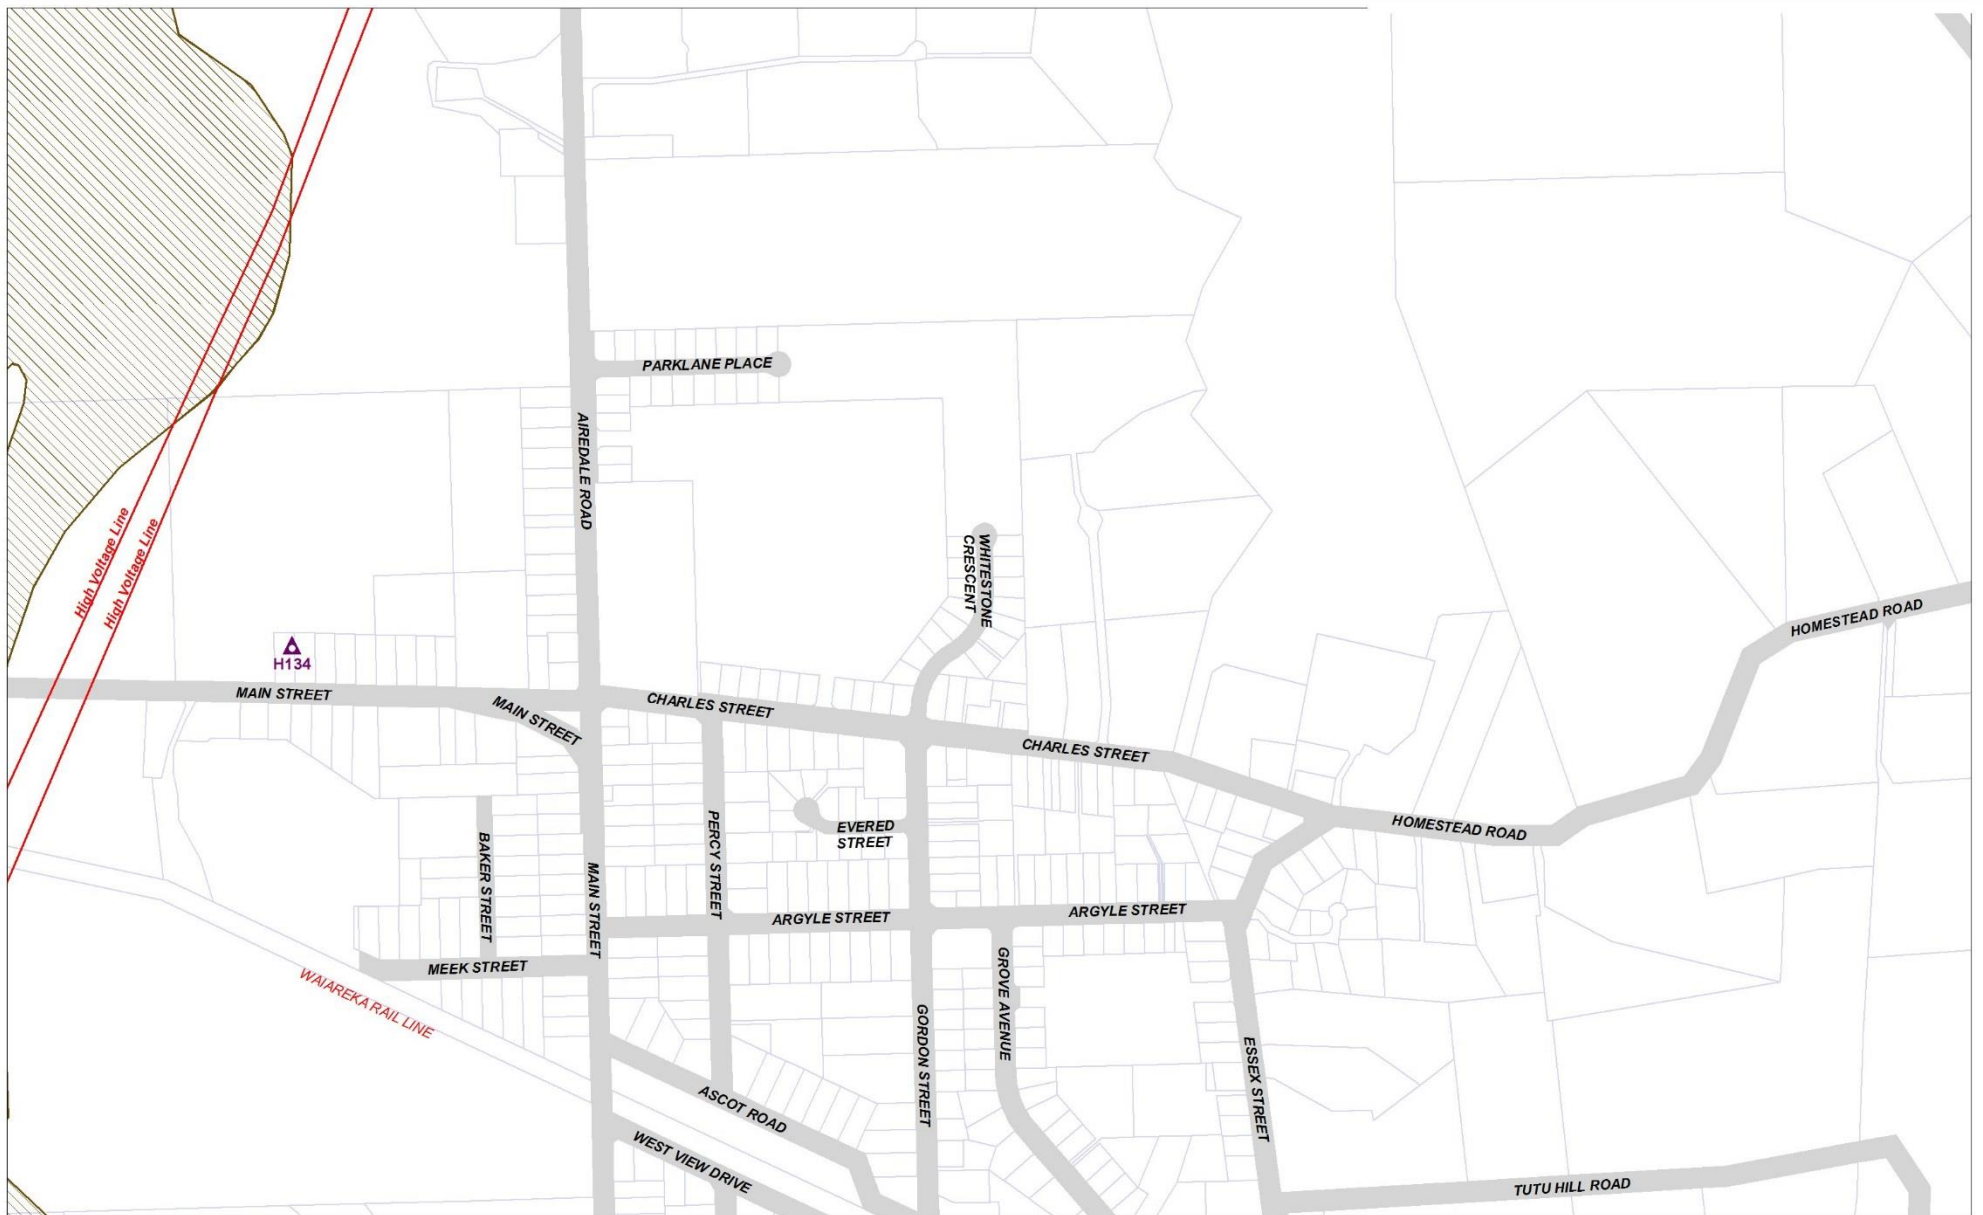 PARKLANE PLACE
AIREDALE ROAD
High Voltage Line
High Voltage Line
WHITESTONE
CRESCENT
HOMESTEAD ROAD
H134
MAIN STREET
MAIN STREET
CHARLES STREET
CHARLES STREET
EVERED
STREET
HOMESTEAD ROAD
BAKER STREET
PERCY STREET
MAIN STREET
ARGYLE STREET
ARGYLE STREET
MEEK STREET
WAIAREKA RAIL LINE
GORDON STREET
GROVE AVENUE
ESSEX STREET
ASCOT ROAD
WEST VIEW DRIVE
TUTU HILL ROAD